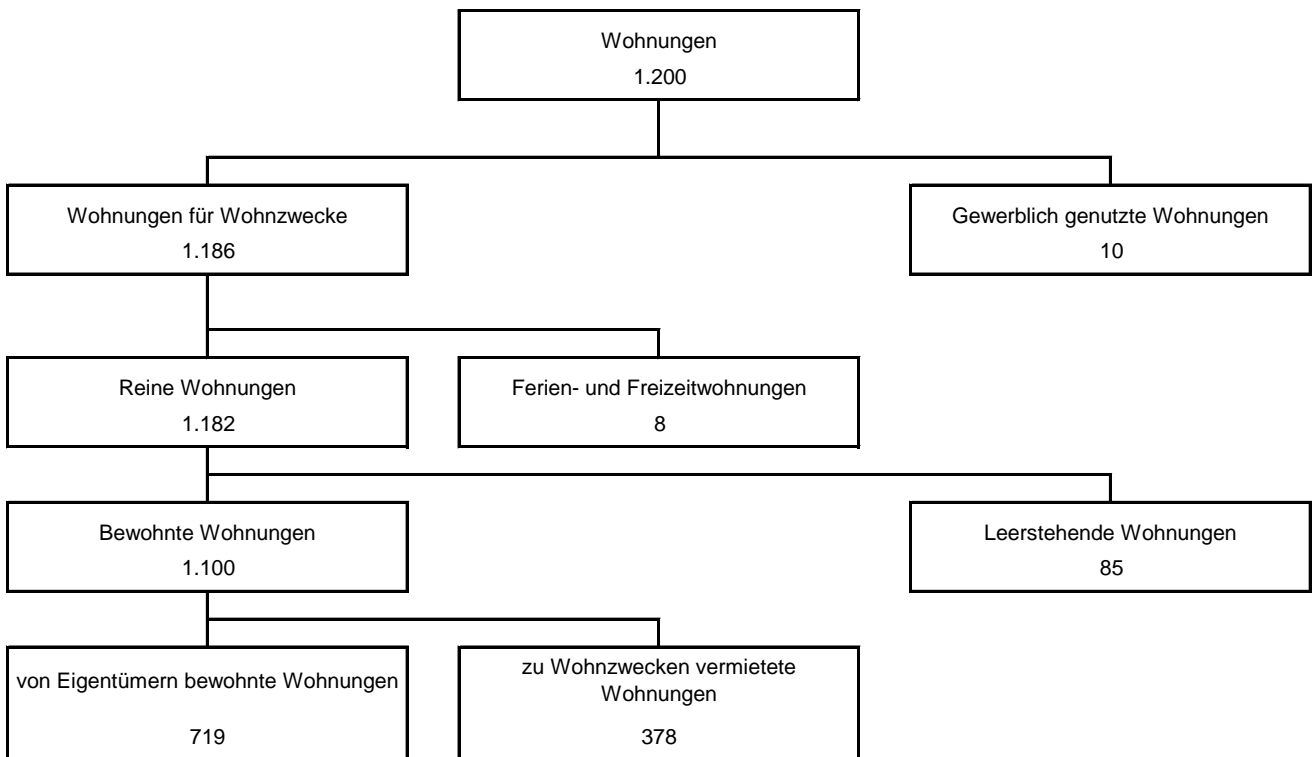 Wohnungen
1.200
Wohnungen für Wohnzwecke
1.186
Gewerblich genutzte Wohnungen
10
Reine Wohnungen
1.182
Ferien- und Freizeitwohnungen
8
Bewohnte Wohnungen
1.100
Leerstehende Wohnungen
85
von Eigentümern bewohnte Wohnungen
719
zu Wohnzwecken vermietete
Wohnungen
378